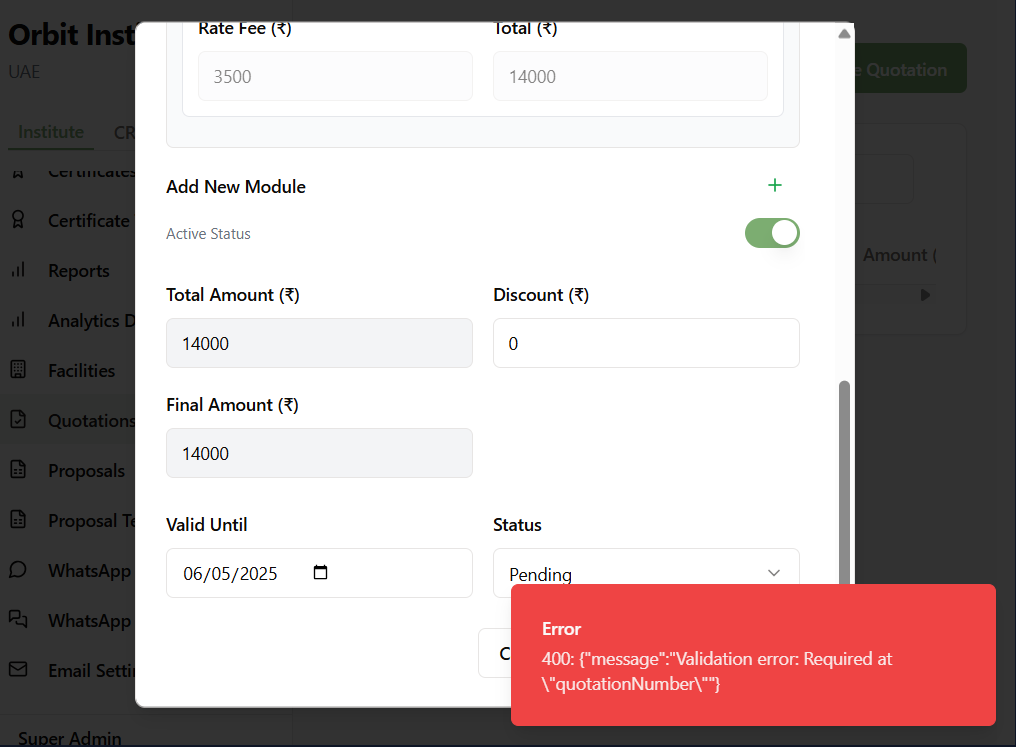 Orbit Inst
UAE
Institute
CR
Certificates
Certificate
Reports
Analytics D
Facilities
Quotations
Proposals
Proposal Te
WhatsApp
WhatsApp
Email Setti
Super Admin
e Quotation
Amount (
Rate Fee (₹)
Total (₹)
3500
14000
Add New Module
+
Active Status
Total Amount (₹)
Discount (₹)
14000
0
Final Amount (₹)
14000
Valid Until
Status
06/05/2025
Pending
C
Error
400: {"message":"Validation error: Required at
\"quotationNumber\""}